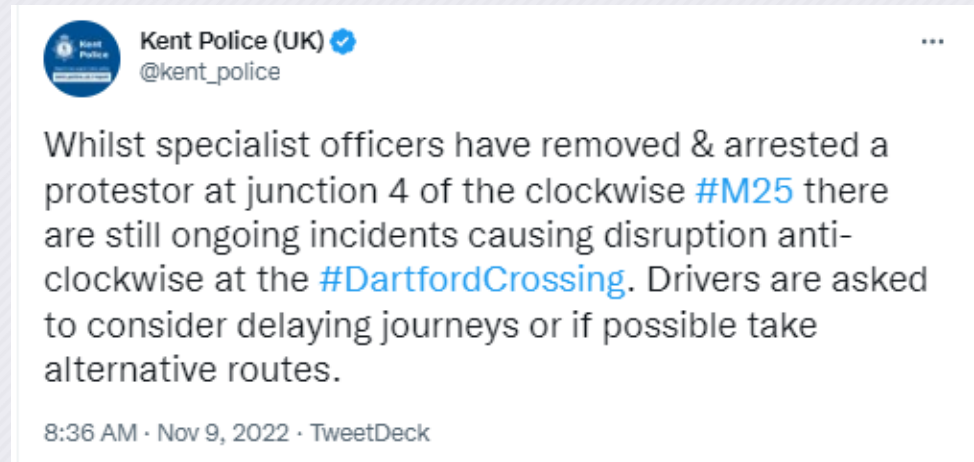 Kent Police (UK)
@kent_police
Kent
Police
Whilst specialist officers have removed & arrested a
protestor at junction 4 of the clockwise #M25 there
are still ongoing incidents causing disruption anti-
clockwise at the #DartfordCrossing. Drivers are asked
to consider delaying journeys or if possible take
alternative routes.
8:36 AM · Nov 9, 2022 · TweetDeck